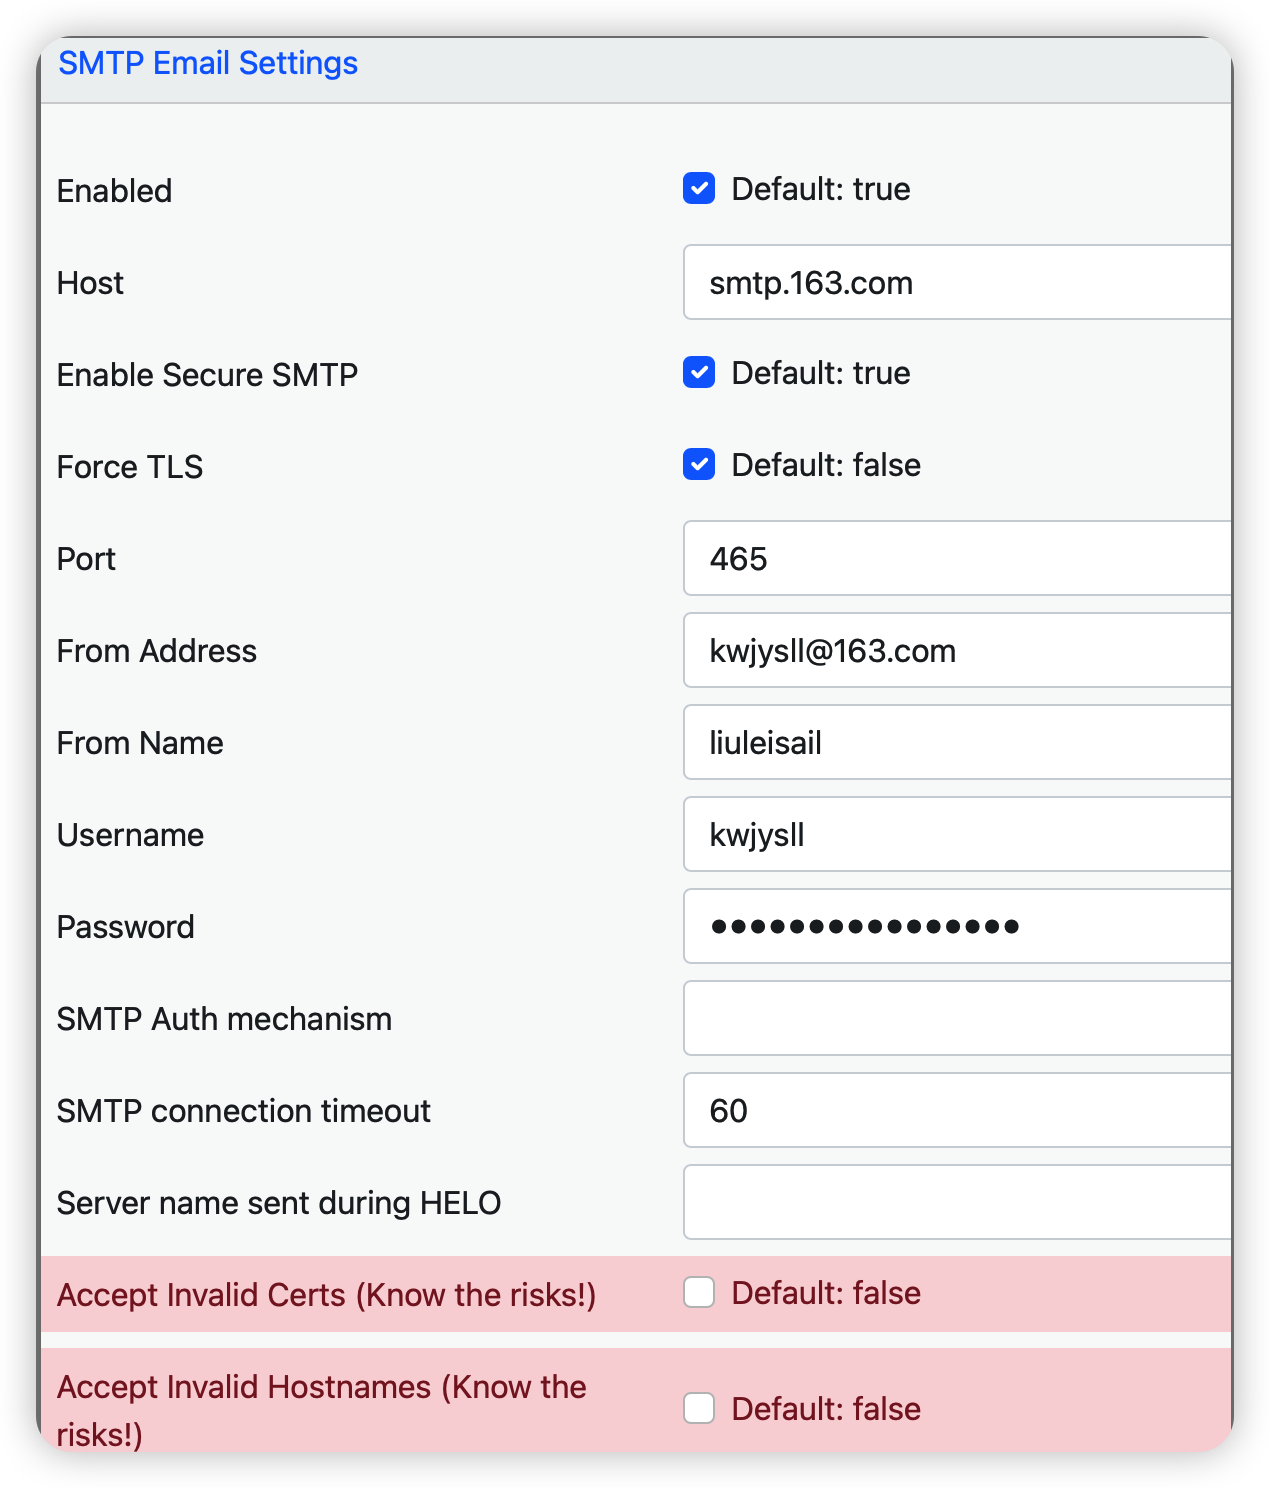 SMTP Email Settings
Enabled
Default: true
Host
smtp.163.com
Enable Secure SMTP
Default: true
Force TLS
Default: false
Port
465
From Address
kwjysll@163.com
From Name
liuleisail
Username
kwjysll
Password
••••••••••••••••
SMTP Auth mechanism
SMTP connection timeout
60
Server name sent during HELO
Accept Invalid Certs (Know the risks!)
Default: false
Accept Invalid Hostnames (Know the
risks!)
Default: false